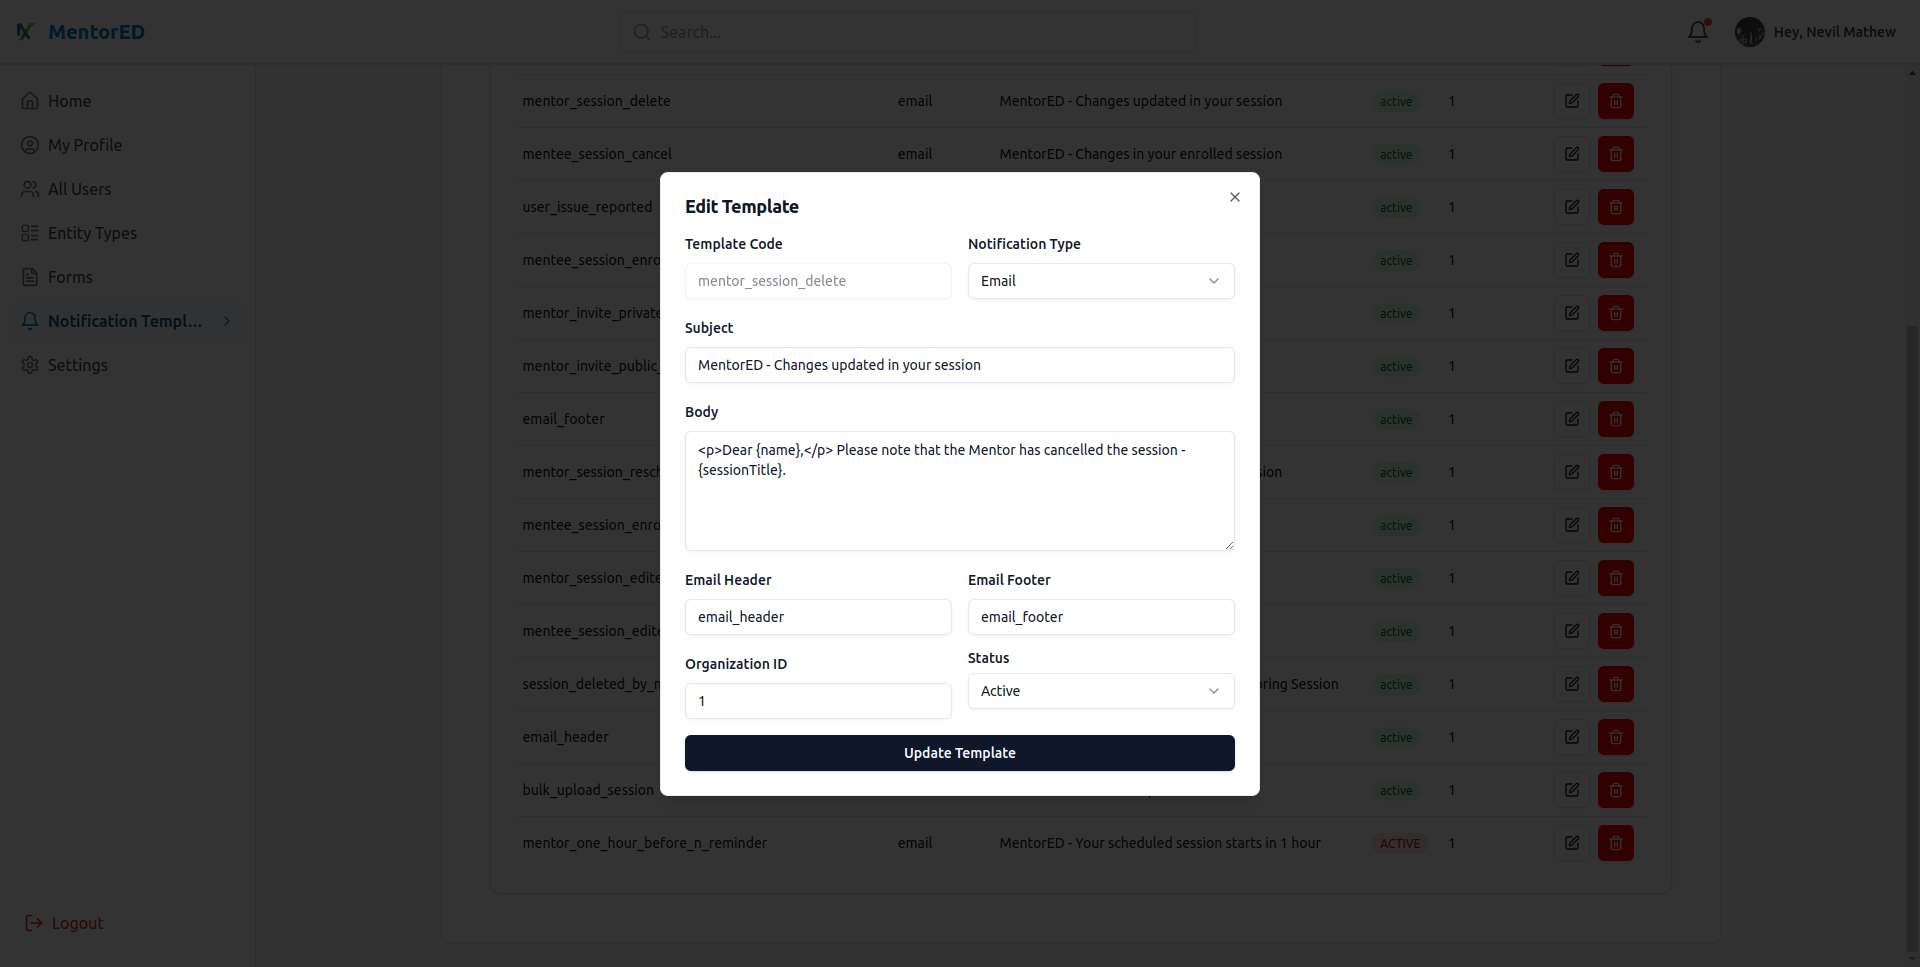 MentorED
Search...
Hey, Nevil Mathew
Home
My Profile
All Users
Entity Types
Forms
Notification Templ...
Settings
Logout
mentor_session_delete email MentorED - Changes updated in your session active 1
mentee_session_cancel email MentorED - Changes in your enrolled session active 1
user_issue_reported active 1
mentee_session_enro active 1
mentor_invite_private active 1
mentor_invite_public_ active 1
email_footer active 1
mentor_session_resch ion active 1
mentee_session_enro active 1
mentor_session_edite active 1
mentee_session_edite active 1
session_deleted_by_m ring Session active 1
email_header active 1
bulk_upload_session active 1
mentor_one_hour_before_n_reminder email MentorED - Your scheduled session starts in 1 hour ACTIVE 1
Edit Template
Template Code Notification Type
mentor_session_delete Email
Subject
MentorED - Changes updated in your session
Body
<p>Dear {name},</p> Please note that the Mentor has cancelled the session -
{sessionTitle}.
Email Header Email Footer
email_header email_footer
Organization ID Status
1 Active
Update Template